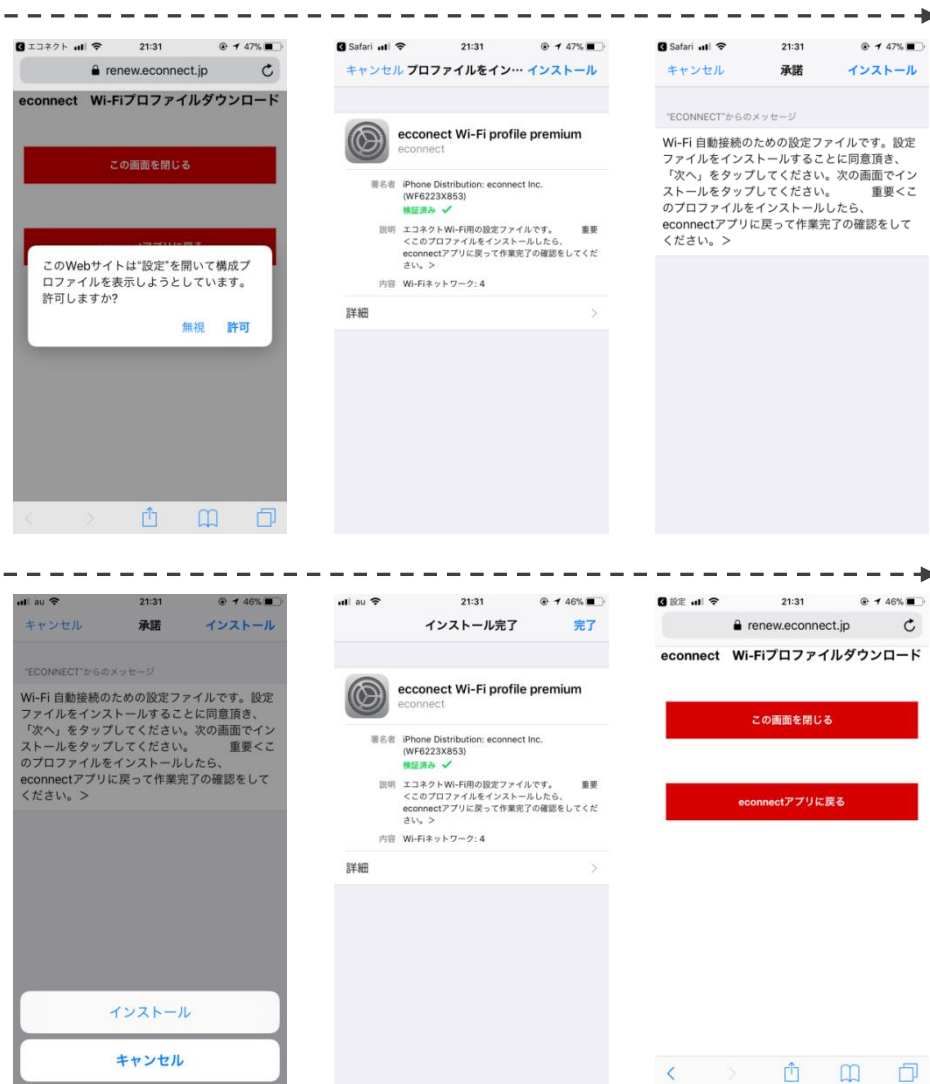 エコネクト 21:31 47%
renew.econnect.jp
econnect Wi-Fiプロファイルダウンロード
この画面を閉じる
このWebサイトは"設定"を開いて構成プ
ロファイルを表示しようとしています。
許可しますか?
無視 許可
Safari 21:31 47%
キャンセル プロファイルをイン… インストール
ecconect Wi-Fi profile premium
econnect
署名者 iPhone Distribution: econnect Inc.
(WF6223X853)
検証済み ✓
説明 エコネクトWi-Fi用の設定ファイルです。 重要
<このプロファイルをインストールしたら、
econnectアプリに戻って作業完了の確認をしてくだ
さい。>
内容 Wi-Fiネットワーク: 4
詳細
Safari 21:31 47%
キャンセル 承諾 インストール
"ECONNECT"からのメッセージ
Wi-Fi 自動接続のための設定ファイルです。設定
ファイルをインストールすることに同意頂き、
「次へ」をタップしてください。次の画面でイン
ストールをタップしてください。 重要<こ
のプロファイルをインストールしたら、
econnectアプリに戻って作業完了の確認をして
ください。>
au 21:31 46%
キャンセル 承諾 インストール
"ECONNECT"からのメッセージ
Wi-Fi 自動接続のための設定ファイルです。設定
ファイルをインストールすることに同意頂き、
「次へ」をタップしてください。次の画面でイン
ストールをタップしてください。 重要<こ
のプロファイルをインストールしたら、
econnectアプリに戻って作業完了の確認をして
ください。>
インストール
キャンセル
au 21:31 46%
インストール完了 完了
ecconect Wi-Fi profile premium
econnect
署名者 iPhone Distribution: econnect Inc.
(WF6223X853)
検証済み ✓
説明 エコネクトWi-Fi用の設定ファイルです。 重要
<このプロファイルをインストールしたら、
econnectアプリに戻って作業完了の確認をしてくだ
さい。>
内容 Wi-Fiネットワーク: 4
詳細
設定 21:31 46%
renew.econnect.jp
econnect Wi-Fiプロファイルダウンロード
この画面を閉じる
econnectアプリに戻る